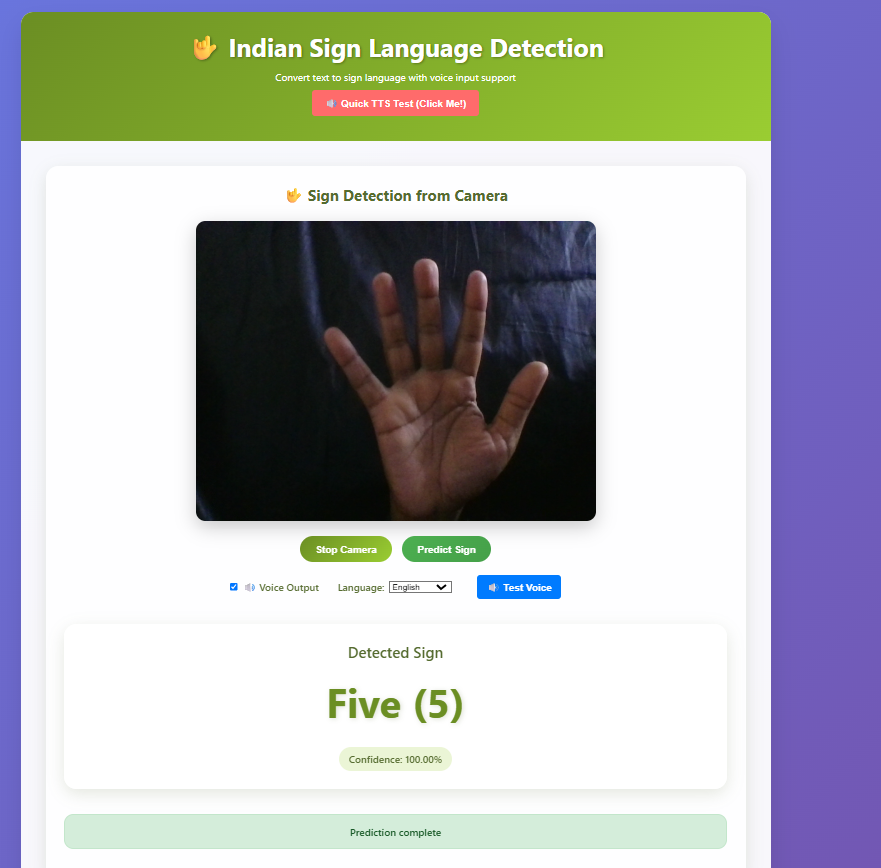 🤟 Indian Sign Language Detection
Convert text to sign language with voice input support
🔊 Quick TTS Test (Click Me!)
🤟 Sign Detection from Camera
Stop Camera Predict Sign
🔊 Voice Output Language: English 🔊 Test Voice
Detected Sign
Five (5)
Confidence: 100.00%
Prediction complete